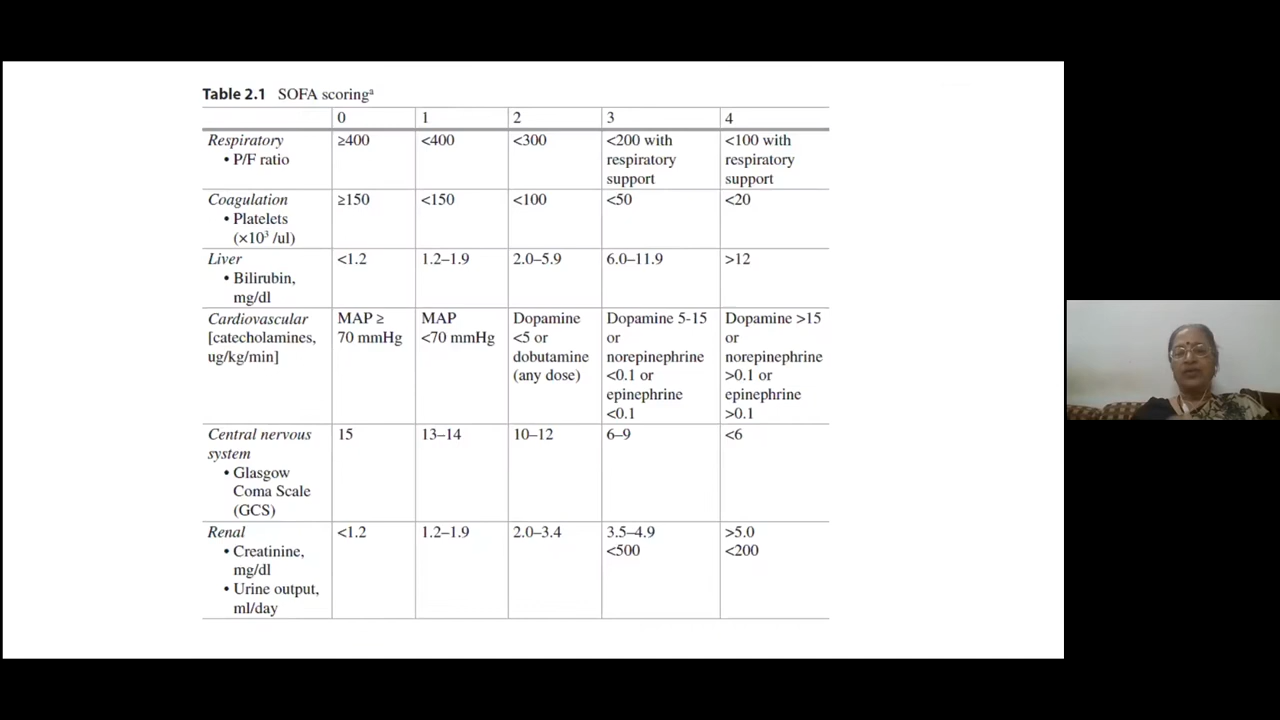 Table 2.1 SOFA scoringᵃ
0 1 2 3 4
Respiratory
• P/F ratio
≥400
<400
<300
<200 with
respiratory
support
<100 with
respiratory
support
Coagulation
• Platelets
(×10³ /ul)
≥150
<150
<100
<50
<20
Liver
• Bilirubin,
mg/dl
<1.2
1.2–1.9
2.0–5.9
6.0–11.9
>12
Cardiovascular
[catecholamines,
ug/kg/min]
MAP ≥
70 mmHg
MAP
<70 mmHg
Dopamine
<5 or
dobutamine
(any dose)
Dopamine 5-15
or
norepinephrine
<0.1 or
epinephrine
<0.1
Dopamine >15
or
norepinephrine
>0.1 or
epinephrine
>0.1
Central nervous
system
• Glasgow
Coma Scale
(GCS)
15
13–14
10–12
6–9
<6
Renal
• Creatinine,
mg/dl
• Urine output,
ml/day
<1.2
1.2–1.9
2.0–3.4
3.5–4.9
<500
>5.0
<200